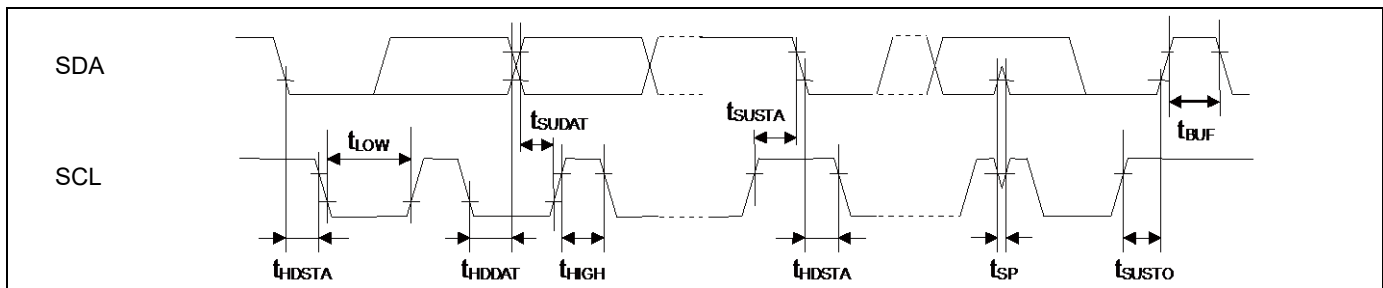 SDA
tSUDAT
tSUSTA
tBUF
tLOW
SCL
tHDSTA
tHDDAT
tHIGH
tHDSTA
tSP
tSUSTO